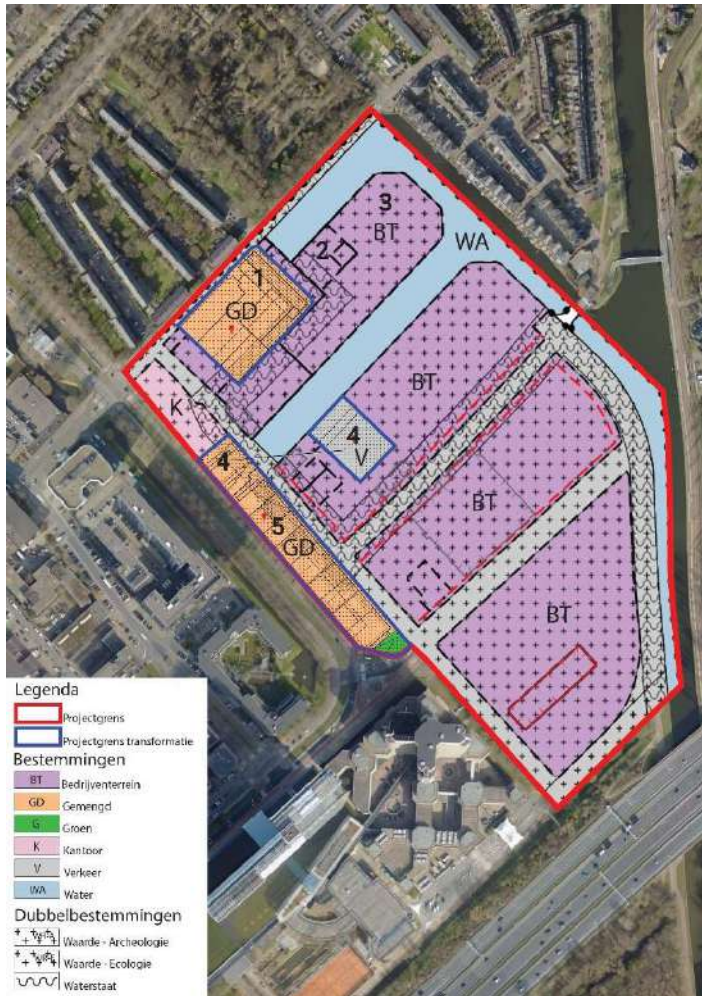 3
BT
WA
2
1
GD
BT
K
4
V
4
5
GD
BT
BT
Legenda
Projectgrens
Projectgrens transformatie
Bestemmingen
BT Bedrijventerrein
GD Gemengd
G Groen
K Kantoor
V Verkeer
WA Water
Dubbelbestemmingen
Waarde - Archeologie
Waarde - Ecologie
Waterstaat